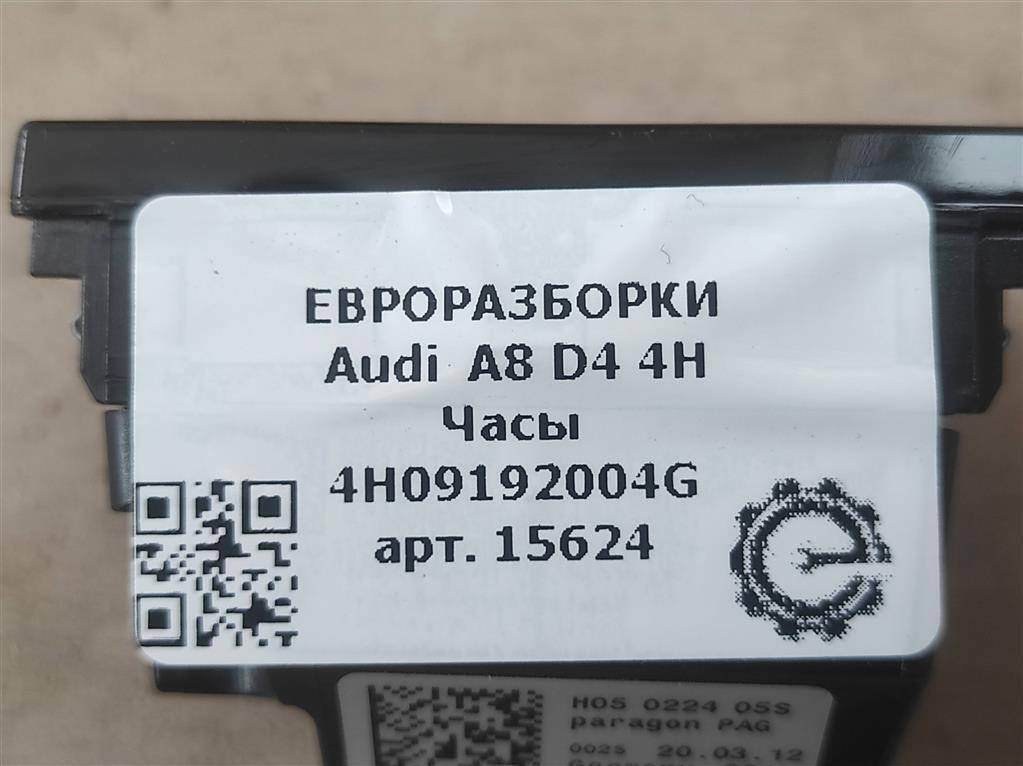 ЕВРОРАЗБОРКИ
Audi A8 D4 4H
Часы
4H09192004G
арт. 15624
H05 0224 05S
paragon PAG
0025 20.03.12